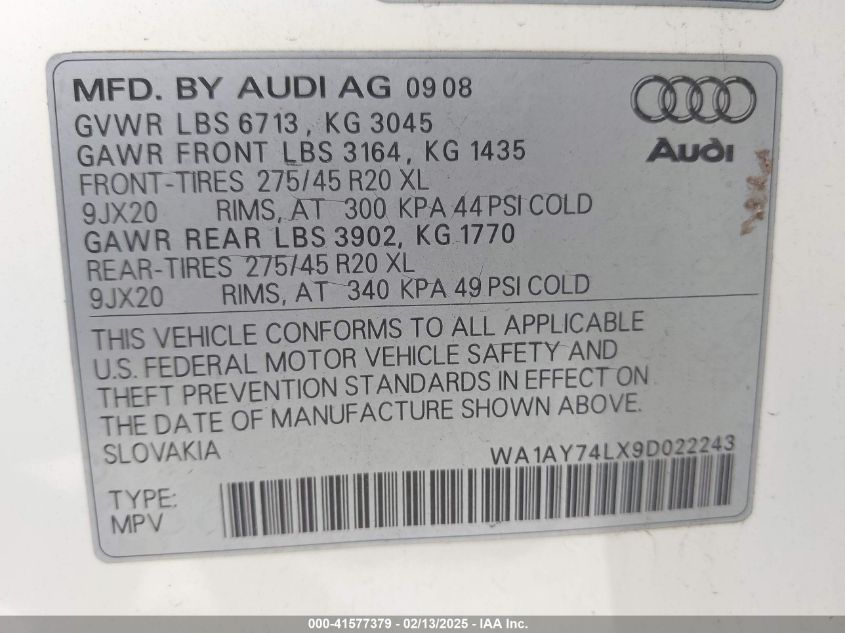 MFD. BY AUDI AG 09 08
GVWR LBS 6713, KG 3045
GAWR FRONT LBS 3164, KG 1435
FRONT-TIRES 275/45 R20 XL
9JX20 RIMS, AT 300 KPA 44 PSI COLD
GAWR REAR LBS 3902, KG 1770
REAR-TIRES 275/45 R20 XL
9JX20 RIMS, AT 340 KPA 49 PSI COLD
Audi
THIS VEHICLE CONFORMS TO ALL APPLICABLE
U.S. FEDERAL MOTOR VEHICLE SAFETY AND
THEFT PREVENTION STANDARDS IN EFFECT ON
THE DATE OF MANUFACTURE SHOWN ABOVE.
SLOVAKIA
WA1AY74LX9D022243
TYPE:
MPV
000-41577379 - 02/13/2025 - IAA Inc.